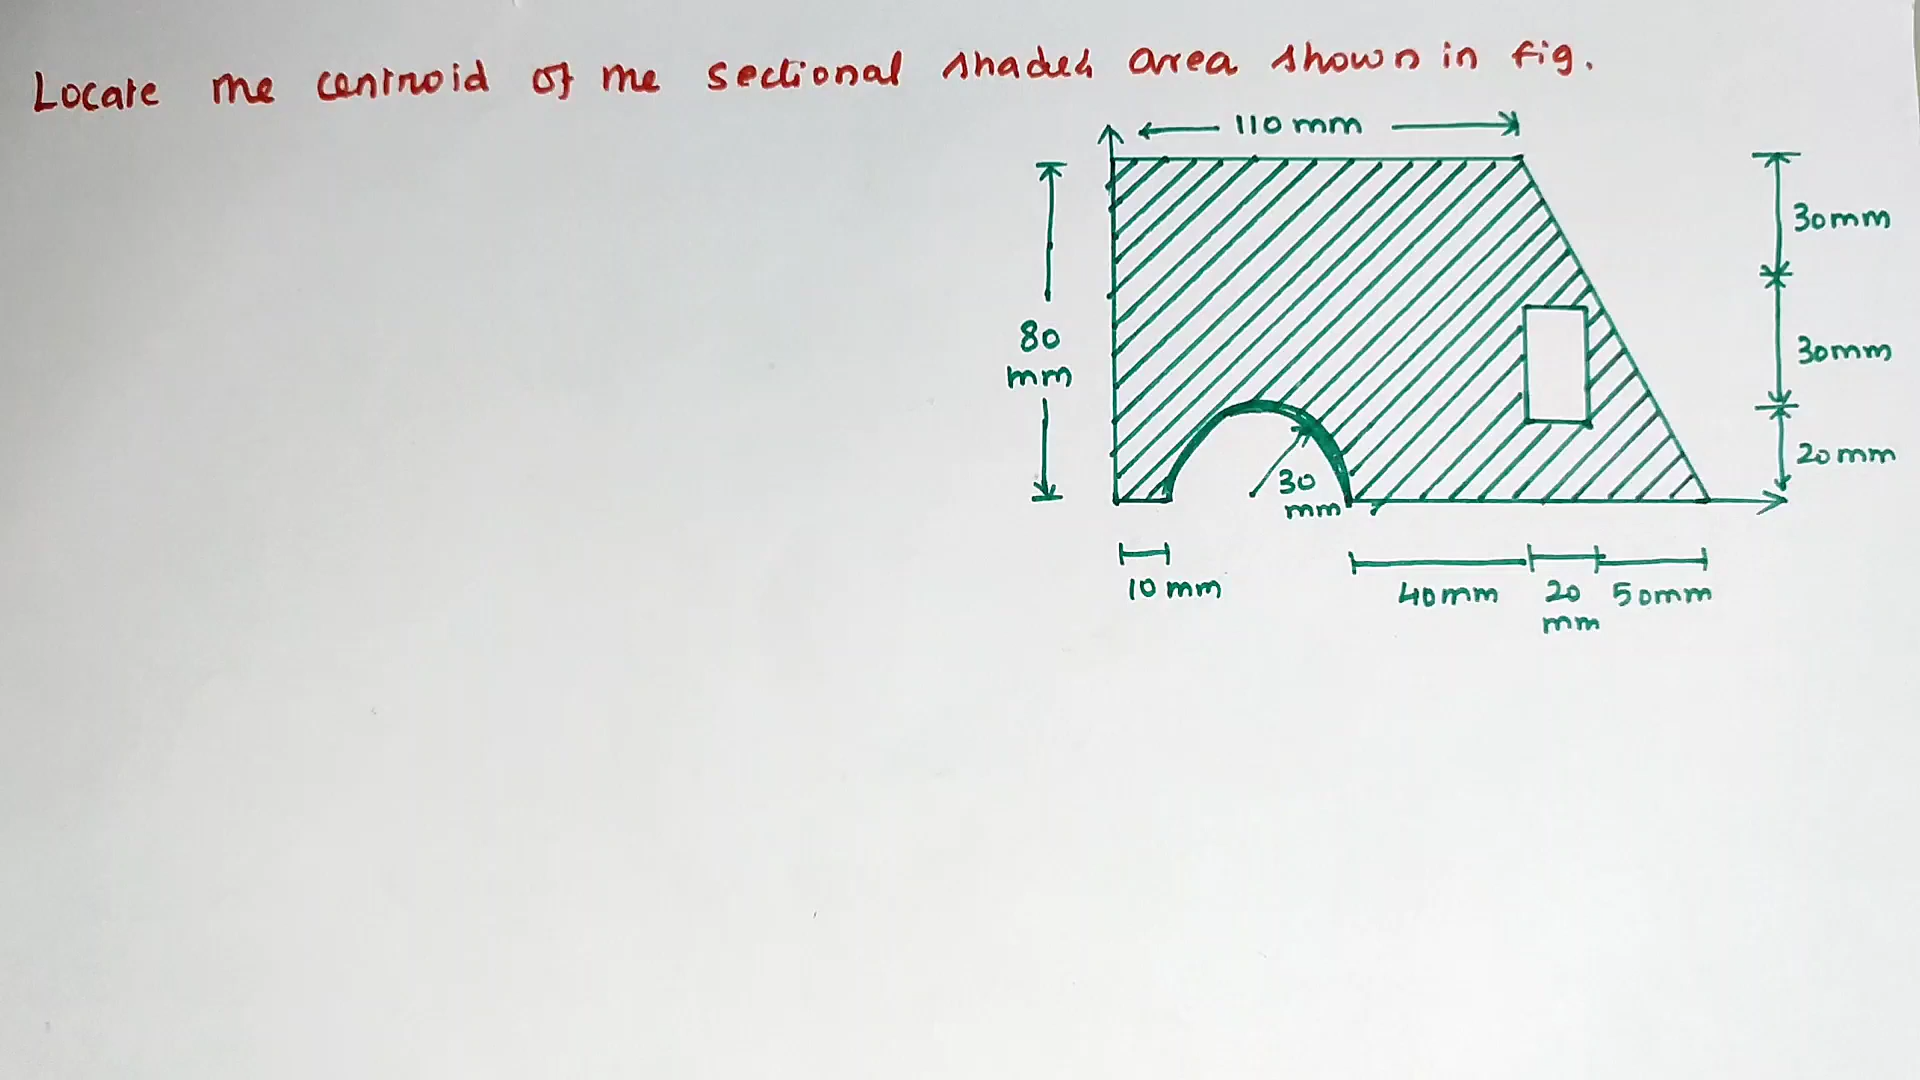 Locate the centroid of the sectional shaded area shown in fig.
110 mm
30mm
80
mm
30mm
20mm
30
mm
10 mm
40mm
20
mm
50mm